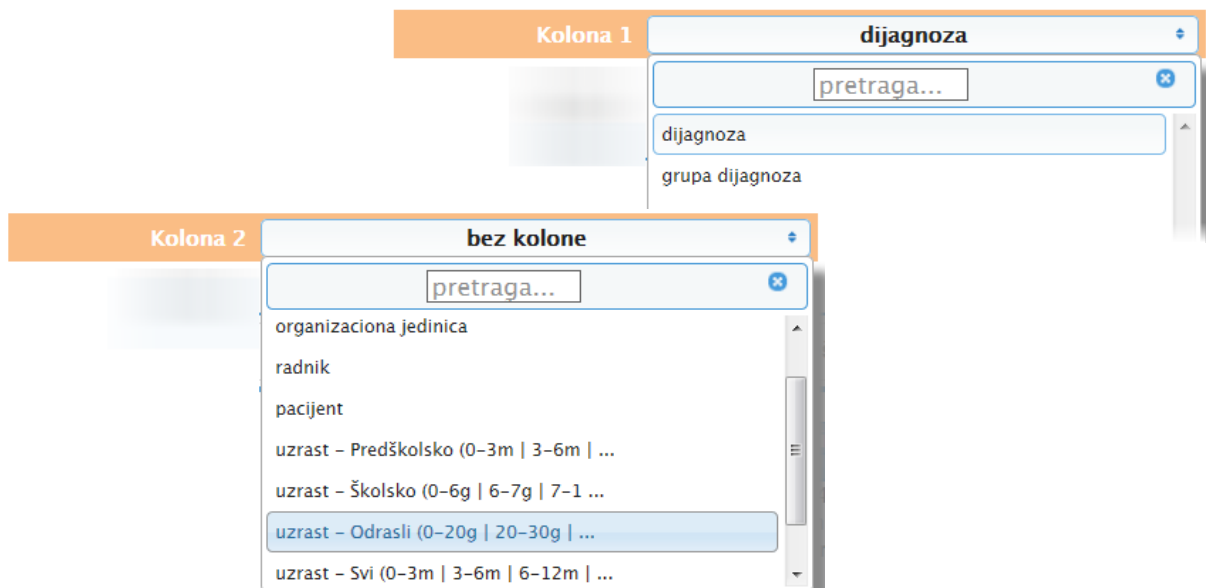 Kolona 1 dijagnoza
pretraga...
dijagnoza
grupa dijagnoza
Kolona 2 bez kolone
pretraga...
organizaciona jedinica
radnik
pacijent
uzrast – Predškolsko (0–3m | 3–6m | ...
uzrast – Školsko (0–6g | 6–7g | 7–1 ...
uzrast – Odrasli (0–20g | 20–30g | ...
uzrast – Svi (0–3m | 3–6m | 6–12m | ...